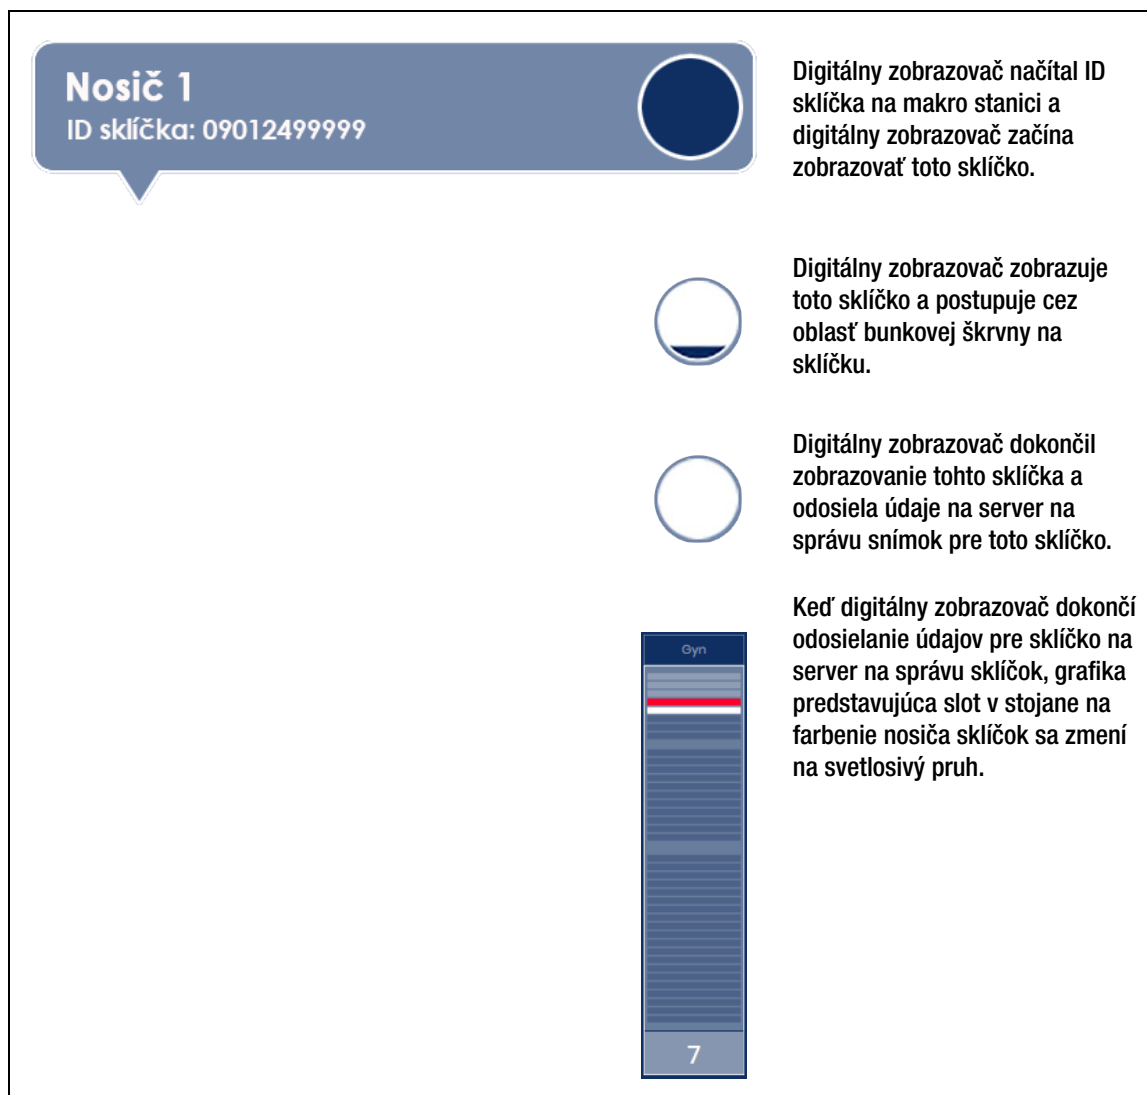 Nosič 1
ID sklíčka: 09012499999
Digitálny zobrazovač načítal ID
sklíčka na makro stanici a
digitálny zobrazovač začína
zobrazovať toto sklíčko.
Digitálny zobrazovač zobrazuje
toto sklíčko a postupuje cez
oblasť bunkovej škrvny na
sklíčku.
Digitálny zobrazovač dokončil
zobrazovanie tohto sklíčka a
odosiela údaje na server na
správu snímok pre toto sklíčko.
Keď digitálny zobrazovač dokončí
odosielanie údajov pre sklíčko na
server na správu sklíčok, grafika
predstavujúca slot v stojane na
farbenie nosiča sklíčok sa zmení
na svetlosivý pruh.
Gyn
7